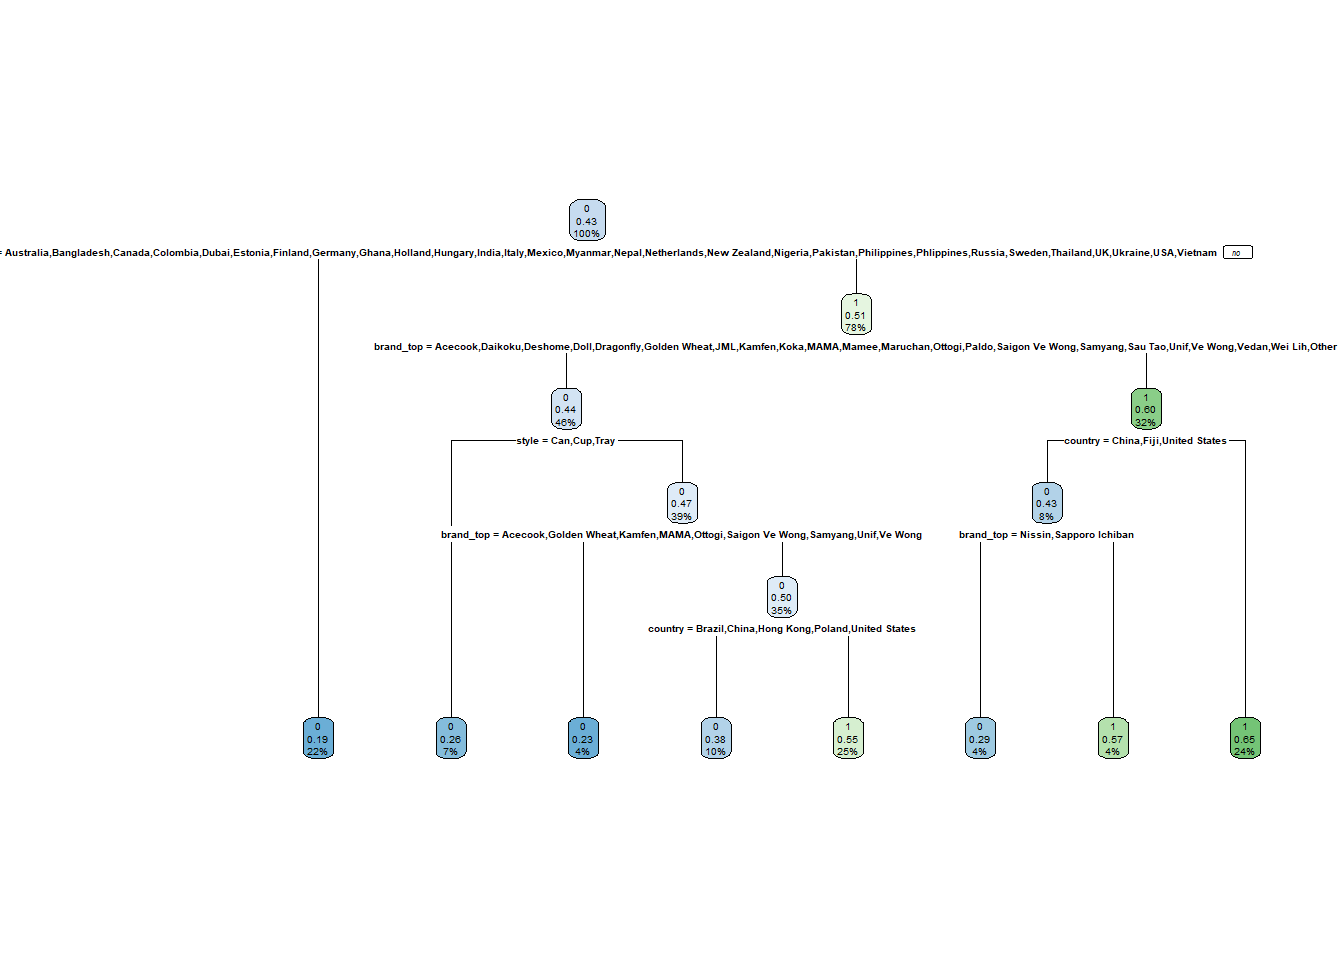 0
0.43
100%
= Australia,Bangladesh,Canada,Colombia,Dubai,Estonia,Finland,Germany,Ghana,Holland,Hungary,India,Italy,Mexico,Myanmar,Nepal,Netherlands,New Zealand,Nigeria,Pakistan,Philippines,Phlippines,Russia,Sweden,Thailand,UK,Ukraine,USA,Vietnam no
1
0.51
78%
brand_top = Acecook,Daikoku,Deshome,Doll,Dragonfly,Golden Wheat,JML,Kamfen,Koka,MAMA,Mamee,Maruchan,Ottogi,Paldo,Saigon Ve Wong,Samyang,Sau Tao,Unif,Ve Wong,Vedan,Wei Lih,Other
0 1
0.44 0.60
46% 32%
style = Can,Cup,Tray country = China,Fiji,United States
0 0
0.47 0.43
39% 8%
brand_top = Acecook,Golden Wheat,Kamfen,MAMA,Ottogi,Saigon Ve Wong,Samyang,Unif,Ve Wong brand_top = Nissin,Sapporo Ichiban
0
0.50
35%
country = Brazil,China,Hong Kong,Poland,United States
0 0 0 0 1 0 1 1
0.19 0.26 0.23 0.38 0.55 0.29 0.57 0.65
22% 7% 4% 10% 25% 4% 4% 24%